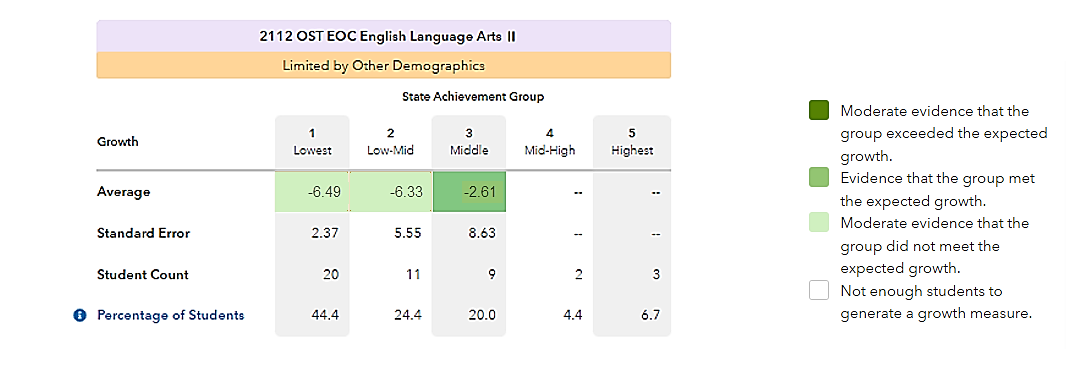 2112 OST EOC English Language Arts II
Limited by Other Demographics
State Achievement Group
Growth 1 2 3 4 5
Lowest Low-Mid Middle Mid-High Highest
Average -6.49 -6.33 -2.61 -- --
Standard Error 2.37 5.55 8.63 -- --
Student Count 20 11 9 2 3
Percentage of Students 44.4 24.4 20.0 4.4 6.7
Moderate evidence that the
group exceeded the expected
growth.
Evidence that the group met
the expected growth.
Moderate evidence that the
group did not meet the
expected growth.
Not enough students to
generate a growth measure.